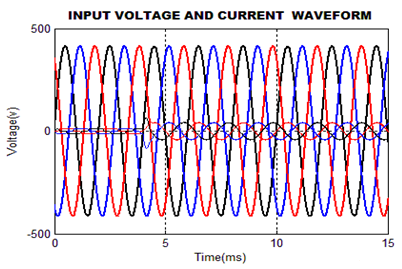 INPUT VOLTAGE AND CURRENT WAVEFORM
500
0
-500
Voltage(v)
0
5
10
15
Time(ms)